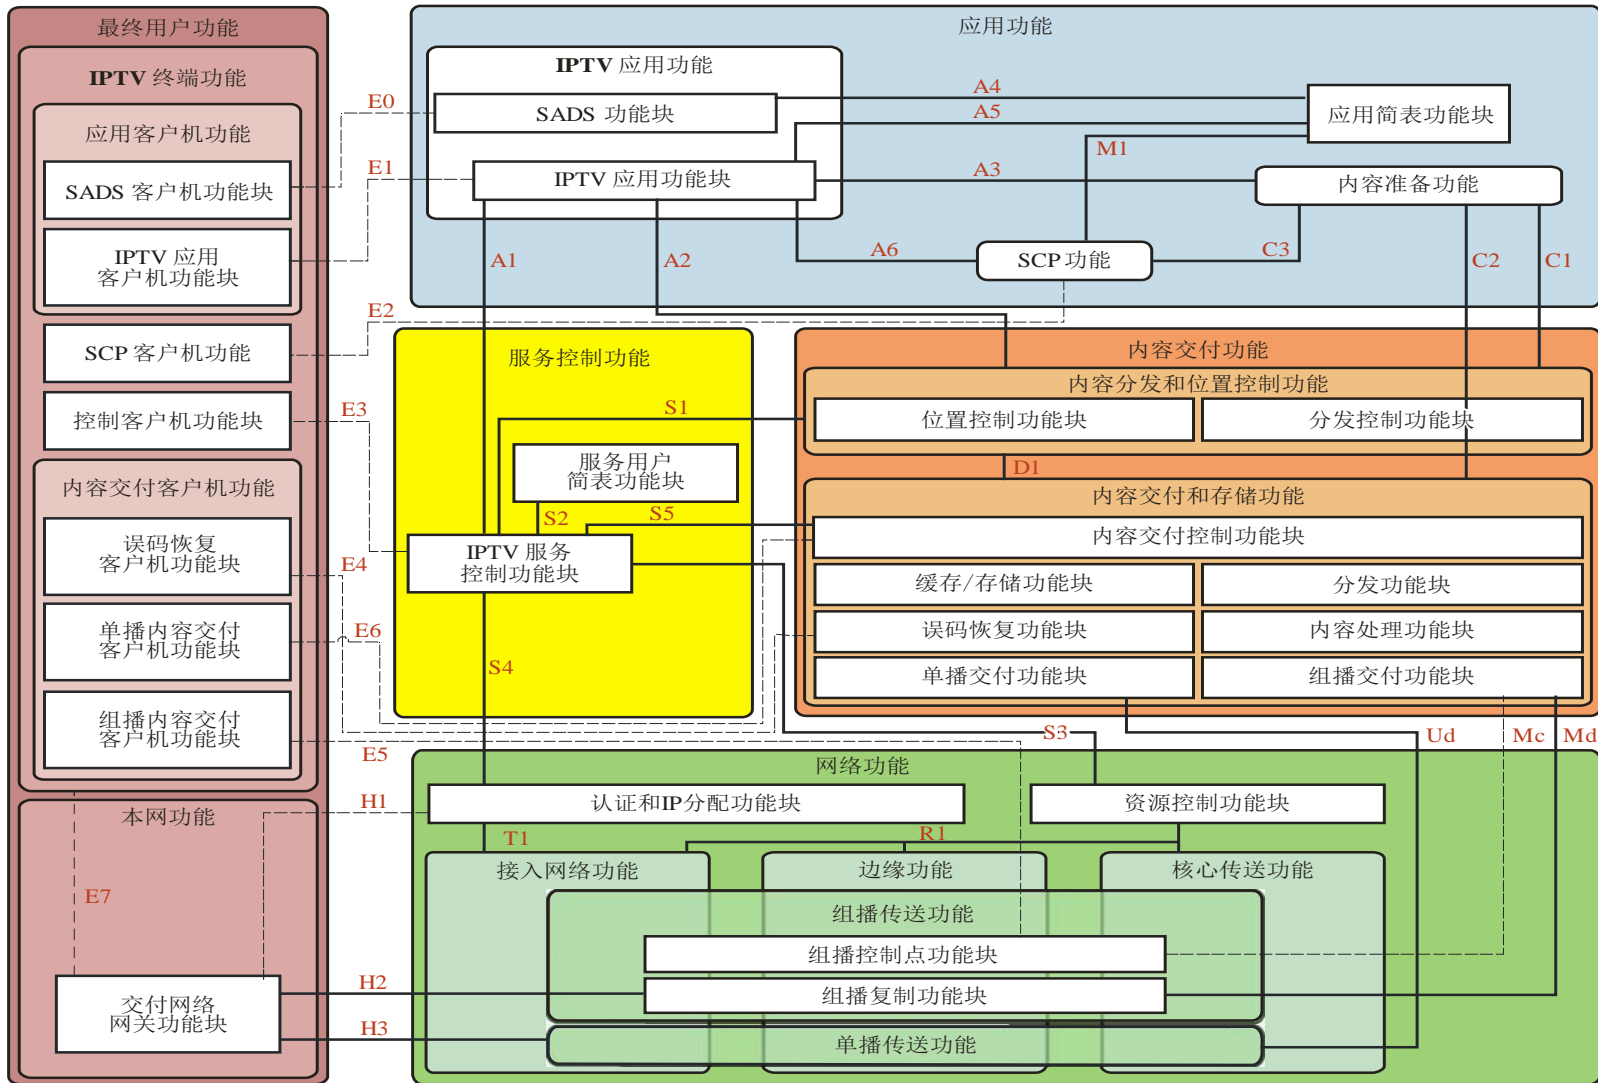 最终用户功能
IPTV 终端功能
应用客户机功能
SADS 客户机功能块
IPTV 应用
客户机功能块
SCP 客户机功能
控制客户机功能块
内容交付客户机功能
误码恢复
客户机功能块
单播内容交付
客户机功能块
组播内容交付
客户机功能块
本网功能
E7
交付网络
网关功能块
E0
E1
E2
E3
E4
E6
E5
H1
H2
H3
应用功能
IPTV 应用功能
SADS 功能块
IPTV 应用功能块
A4
A5
M1
A3
应用简表功能块
内容准备功能
A1
A2
A6
SCP 功能
C3
C2
C1
服务控制功能
S1
服务用户
简表功能块
S2
S5
IPTV 服务
控制功能块
S4
内容交付功能
内容分发和位置控制功能
位置控制功能块
分发控制功能块
D1
内容交付和存储功能
内容交付控制功能块
缓存/存储功能块
分发功能块
误码恢复功能块
内容处理功能块
单播交付功能块
组播交付功能块
S3
Ud
Mc
Md
网络功能
认证和IP分配功能块
资源控制功能块
T1
R1
接入网络功能
边缘功能
核心传送功能
组播传送功能
组播控制点功能块
组播复制功能块
单播传送功能